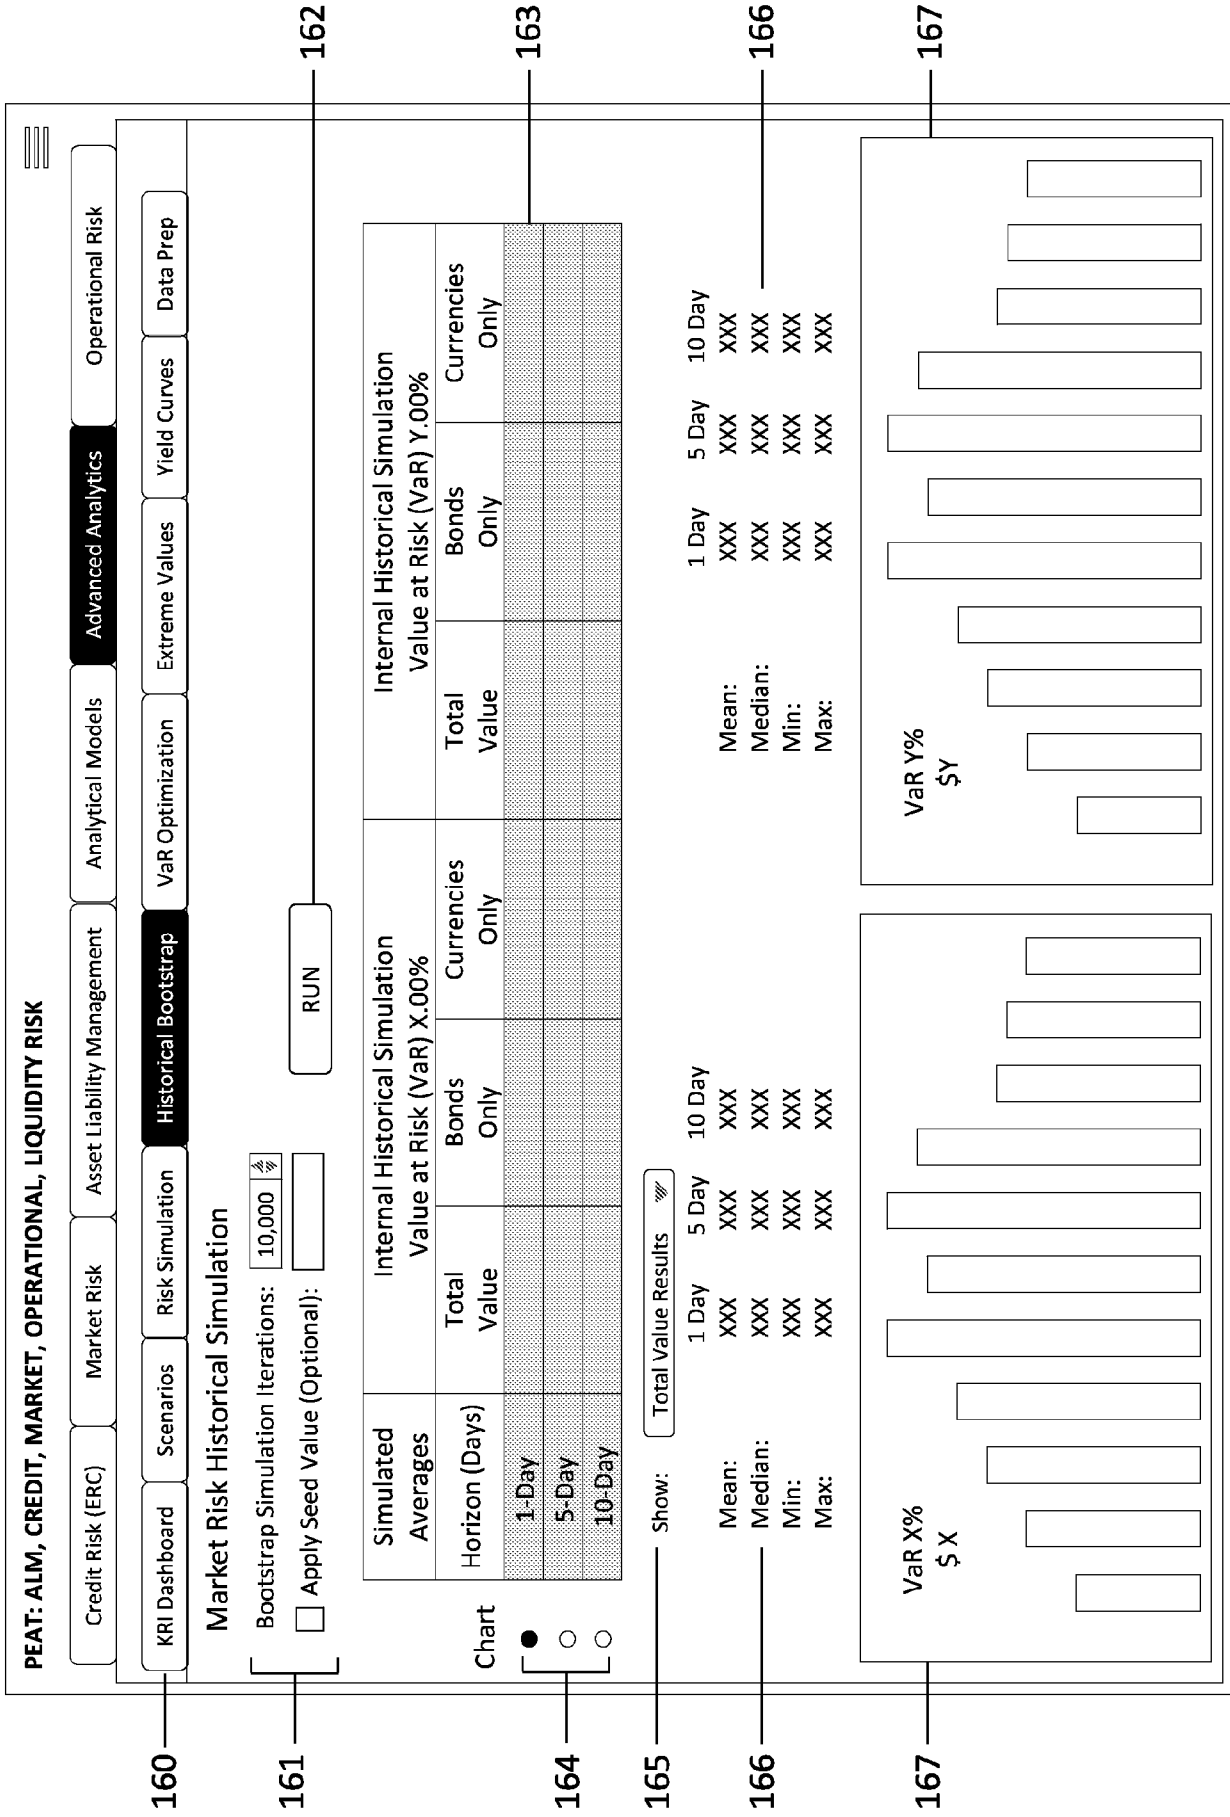 PEAT: ALM, CREDIT, MARKET, OPERATIONAL, LIQUIDITY RISK
Credit Risk (ERC) Market Risk Asset Liability Management Analytical Models Advanced Analytics Operational Risk
160 KRI Dashboard Scenarios Risk Simulation Historical Bootstrap VaR Optimization Extreme Values Yield Curves Data Prep
Market Risk Historical Simulation
Bootstrap Simulation Iterations: 10,000
161 Apply Seed Value (Optional): RUN 162
Simulated Internal Historical Simulation Internal Historical Simulation
Averages Value at Risk (VaR) X.00% Value at Risk (VaR) Y.00%
Horizon (Days) Total Bonds Currencies Total Bonds Currencies
Value Only Only Value Only Only
Chart
1-Day 163
164 5-Day
10-Day
165 Show: Total Value Results
1 Day 5 Day 10 Day 1 Day 5 Day 10 Day
Mean: XXX XXX XXX Mean: XXX XXX XXX
166 Median: XXX XXX XXX Median: XXX XXX XXX 166
Min: XXX XXX XXX Min: XXX XXX XXX
Max: XXX XXX XXX Max: XXX XXX XXX
167 VaR X% VaR Y% 167
$ X $Y